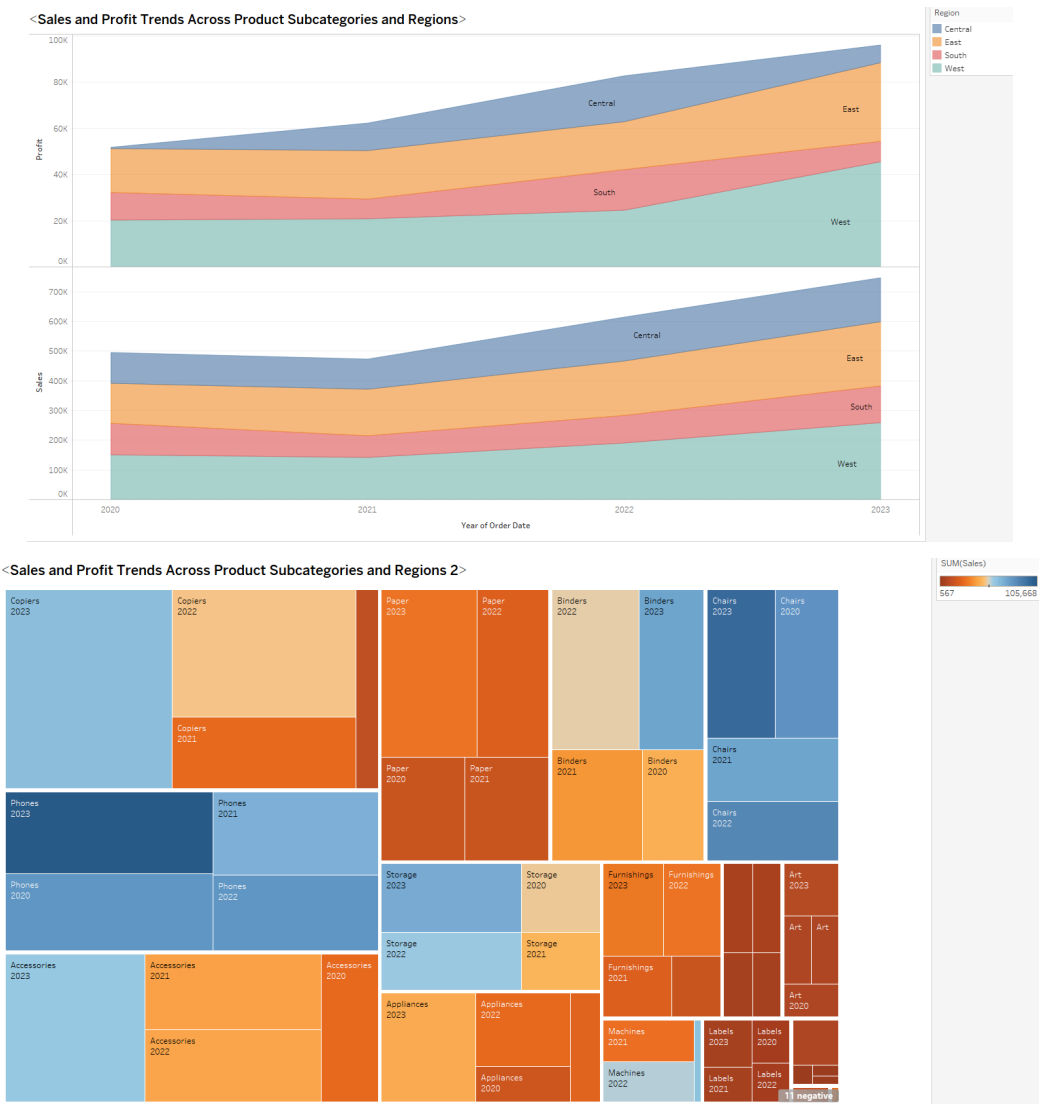 <Sales and Profit Trends Across Product Subcategories and Regions>
Region
Central
East
South
West
100K
80K
60K
40K
20K
0K
Profit
Central
East
South
West
700K
600K
500K
400K
300K
200K
100K
0K
Sales
Central
East
South
West
2020 2021 2022 2023
Year of Order Date
<Sales and Profit Trends Across Product Subcategories and Regions 2>
SUM(Sales)
567 105,668
Copiers
2023
Copiers
2022
Copiers
2021
Phones
2023
Phones
2021
Phones
2020
Phones
2022
Accessories
2023
Accessories
2021
Accessories
2022
Accessories
2020
Paper
2023
Paper
2022
Paper
2020
Paper
2021
Binders
2022
Binders
2023
Binders
2021
Binders
2020
Chairs
2023
Chairs
2020
Chairs
2021
Chairs
2022
Storage
2023
Storage
2020
Storage
2022
Storage
2021
Appliances
2023
Appliances
2022
Appliances
2020
Furnishings
2023
Furnishings
2022
Furnishings
2021
Art
2023
Art
Art
Art
2020
Machines
2021
Machines
2022
Labels
2023
Labels
2020
Labels
2021
Labels
2022
11 negative